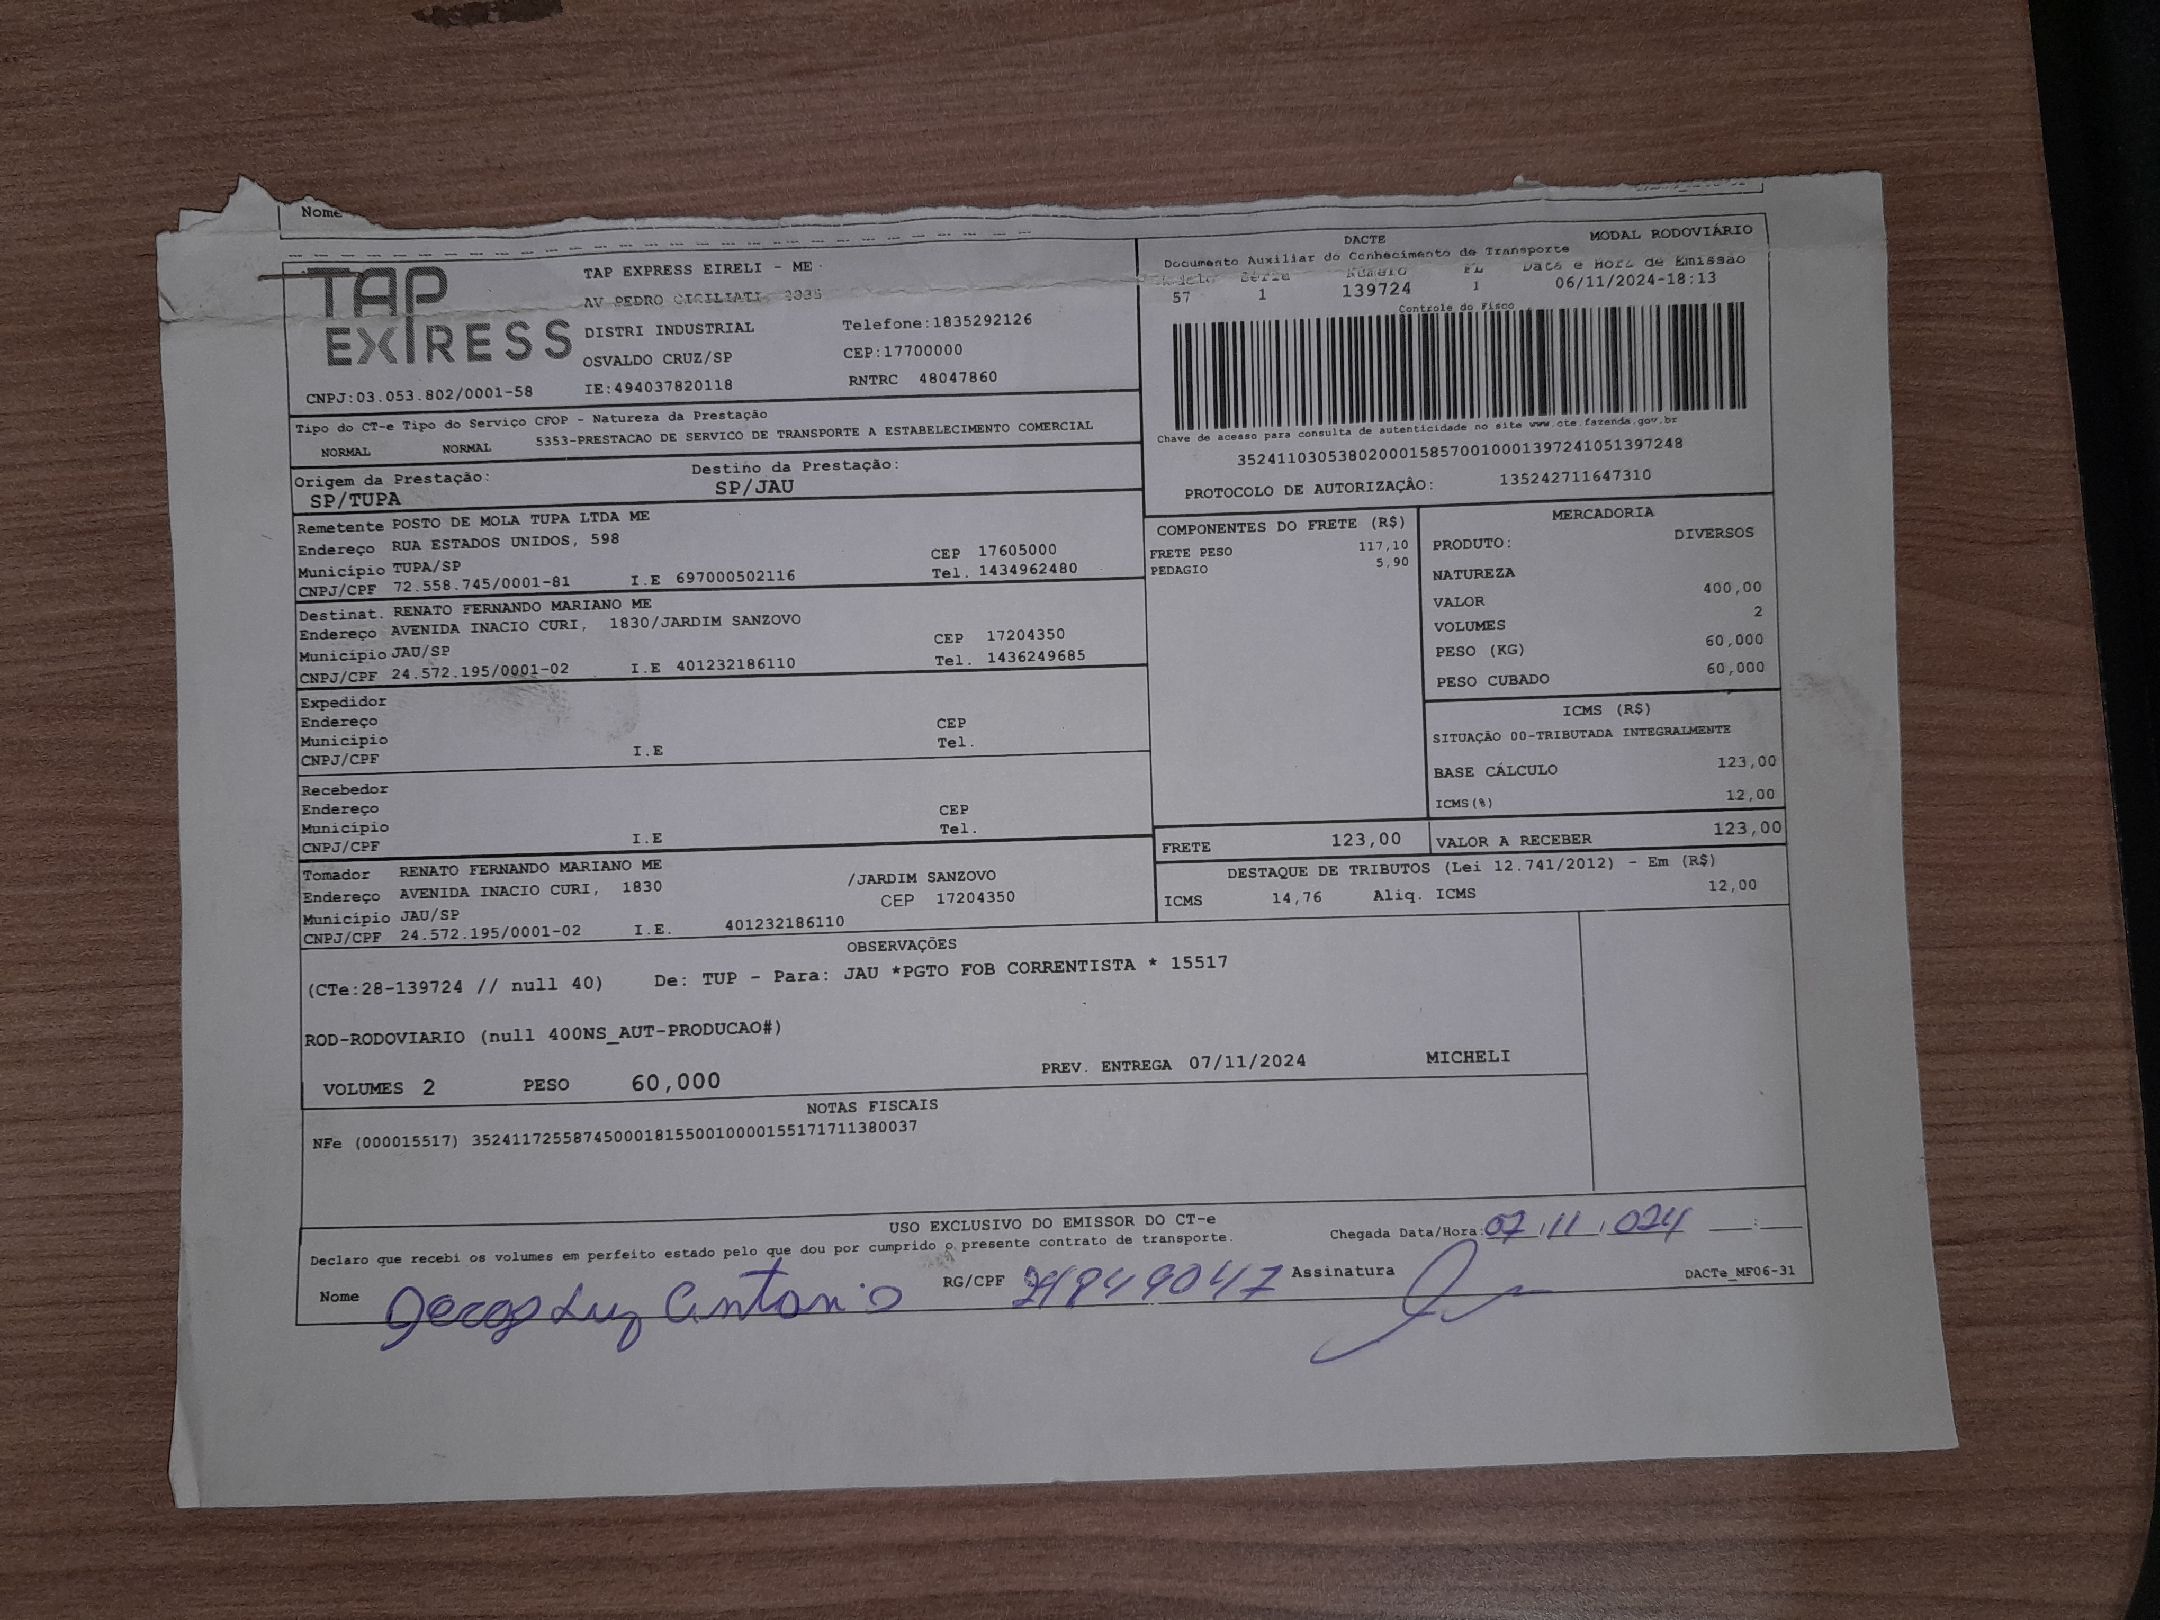 Nome
TAP
EXPRESS
CNPJ:03.053.802/0001-58
TAP EXPRESS EIRELI - ME
AV PEDRO CICILIATI
DISTRI INDUSTRIAL Telefone:1835292126
OSVALDO CRUZ/SP CEP:17700000
IE:494037820118 RNTRC 48047860
DACTE MODAL RODOVIÁRIO
Documento Auxiliar do Conhecimento de Transporte
Modelo Série Número FL Data e Hora de Emissão
57 1 139724 1 06/11/2024-18:13
Controle do Fisco
Chave de acesso para consulta de autenticidade no site www.cte.fazenda.gov.br
35241103053802000158570010001397241051397248
PROTOCOLO DE AUTORIZAÇÃO: 135242711647310
Tipo do CT-e Tipo do Serviço CFOP - Natureza da Prestação
NORMAL NORMAL 5353-PRESTACAO DE SERVICO DE TRANSPORTE A ESTABELECIMENTO COMERCIAL
Origem da Prestação: Destino da Prestação:
SP/TUPA SP/JAU
Remetente POSTO DE MOLA TUPA LTDA ME
Endereço RUA ESTADOS UNIDOS, 598 CEP 17605000
Município TUPA/SP Tel. 1434962480
CNPJ/CPF 72.558.745/0001-81 I.E 697000502116
Destinat. RENATO FERNANDO MARIANO ME
Endereço AVENIDA INACIO CURI, 1830/JARDIM SANZOVO CEP 17204350
Município JAU/SP Tel. 1436249685
CNPJ/CPF 24.572.195/0001-02 I.E 401232186110
Expedidor
Endereço CEP
Município Tel.
CNPJ/CPF I.E
Recebedor
Endereço CEP
Município Tel.
CNPJ/CPF I.E
Tomador RENATO FERNANDO MARIANO ME
Endereço AVENIDA INACIO CURI, 1830 /JARDIM SANZOVO
Município JAU/SP CEP 17204350
CNPJ/CPF 24.572.195/0001-02 I.E. 401232186110
COMPONENTES DO FRETE (R$)
FRETE PESO 117,10
PEDAGIO 5,90
MERCADORIA
PRODUTO: DIVERSOS
NATUREZA
VALOR 400,00
VOLUMES 2
PESO (KG) 60,000
PESO CUBADO 60,000
ICMS (R$)
SITUAÇÃO 00-TRIBUTADA INTEGRALMENTE
BASE CÁLCULO 123,00
ICMS(%) 12,00
FRETE 123,00 VALOR A RECEBER 123,00
DESTAQUE DE TRIBUTOS (Lei 12.741/2012) - Em (R$)
ICMS 14,76 Aliq. ICMS 12,00
OBSERVAÇÕES
(CTe:28-139724 // null 40) De: TUP - Para: JAU *PGTO FOB CORRENTISTA * 15517
ROD-RODOVIARIO (null 400NS_AUT-PRODUCAO#)
VOLUMES 2 PESO 60,000 PREV. ENTREGA 07/11/2024 MICHELI
NOTAS FISCAIS
NFe (000015517) 35241172558745000181550010000155171711380037
USO EXCLUSIVO DO EMISSOR DO CT-e
Declaro que recebi os volumes em perfeito estado pelo que dou por cumprido o presente contrato de transporte. Chegada Data/Hora: 07/11/024 __:__
Nome Luiz Antonio RG/CPF Assinatura DACTe_MF06-31